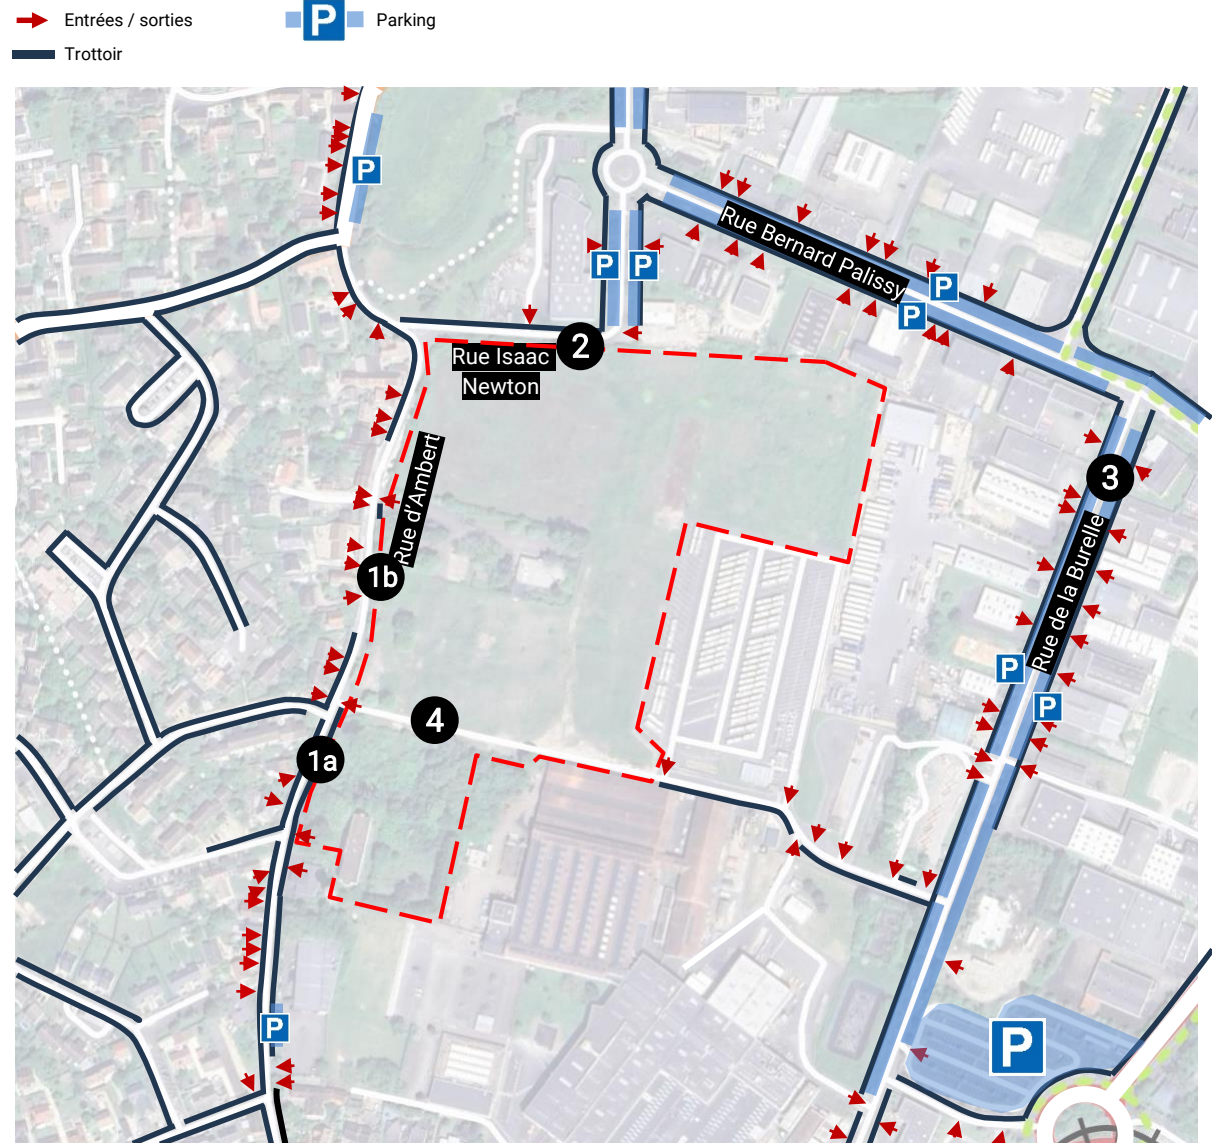 Entrées / sorties
P
Parking
Trottoir
P
Rue Bernard Palissy
P
P
P
P
2
Rue Isaac
Newton
Rue d'Ambert
3
Rue de la Burelle
1b
P
P
4
1a
P
P